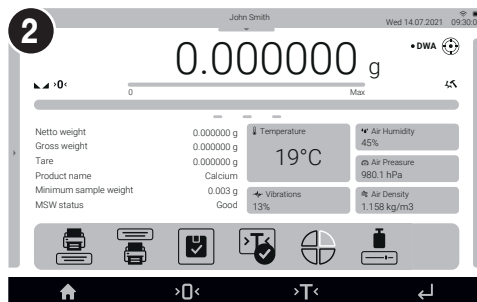 2
John Smith
Wed 14.07.2021
0.000000 g
• DWA
>0<
0
Max
Netto weight 0.000000 g
Gross weight 0.000000 g
Tare 0.000000 g
Product name Calcium
Minimum sample weight 0.003 g
MSW status Good
Temperature
19°C
Vibrations
13%
Air Humidity
45%
Air Preasure
980.1 hPa
Air Density
1.158 kg/m3
>T<
>0<
>T<